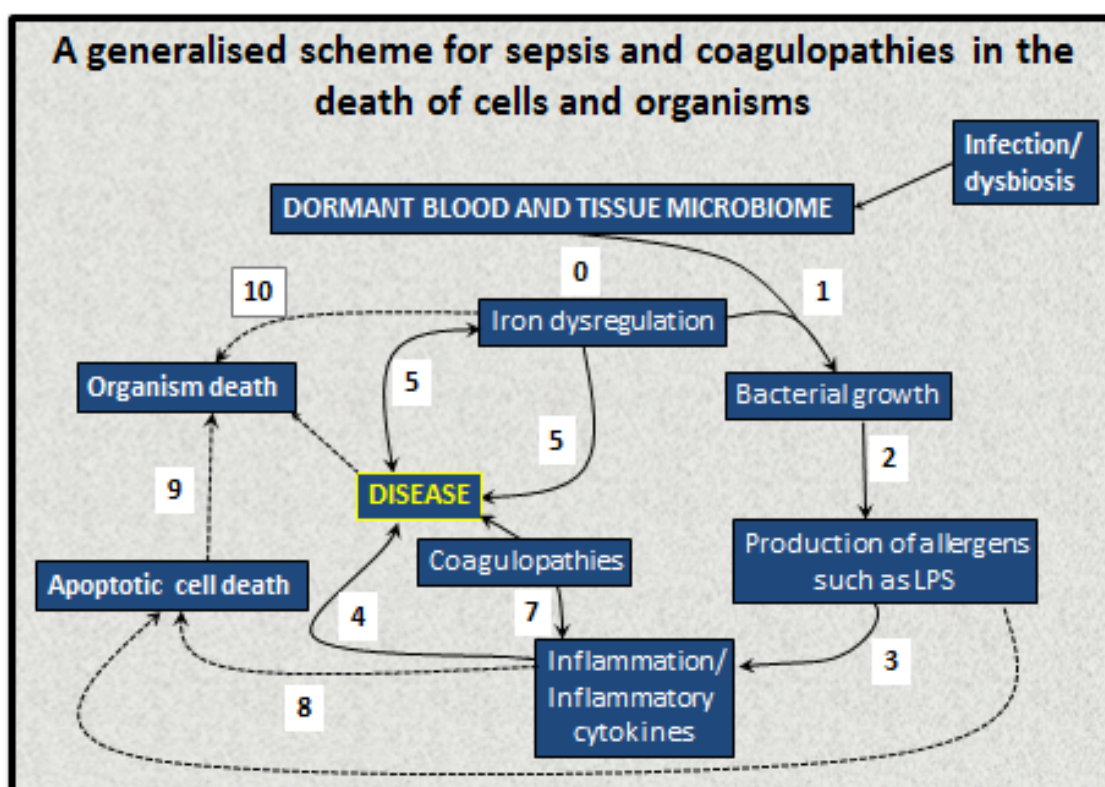 A generalised scheme for sepsis and coagulopathies in the
death of cells and organisms
Infection/
dysbiosis
DORMANT BLOOD AND TISSUE MICROBIOME
0
10
1
Iron dysregulation
Organism death
5
Bacterial growth
5
2
9
DISEASE
Production of allergens
such as LPS
Coagulopathies
Apoptotic cell death
4
7
3
Inflammation/
Inflammatory
cytokines
8